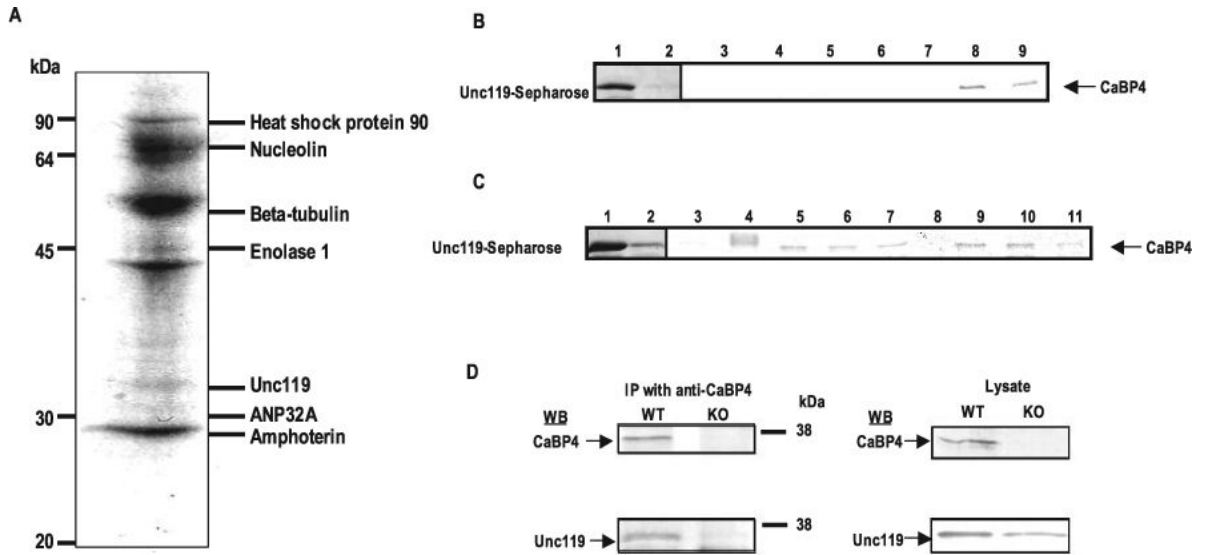 A
kDa
90
64
45
30
20
Heat shock protein 90
Nucleolin
Beta-tubulin
Enolase 1
Unc119
ANP32A
Amphoterin
B
1 2 3 4 5 6 7 8 9
Unc119-Sepharose
CaBP4
C
1 2 3 4 5 6 7 8 9 10 11
Unc119-Sepharose
CaBP4
D
IP with anti-CaBP4
WB WT KO kDa
CaBP4
38
Unc119
38
Lysate
WB WT KO
CaBP4
Unc119